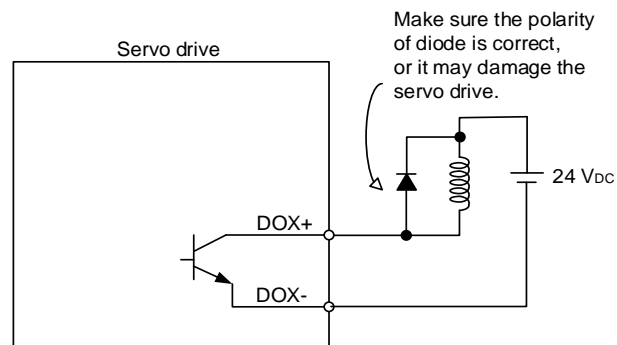 Make sure the polarity
of diode is correct,
or it may damage the
servo drive.
Servo drive
24 VDC
DOX+
DOX-